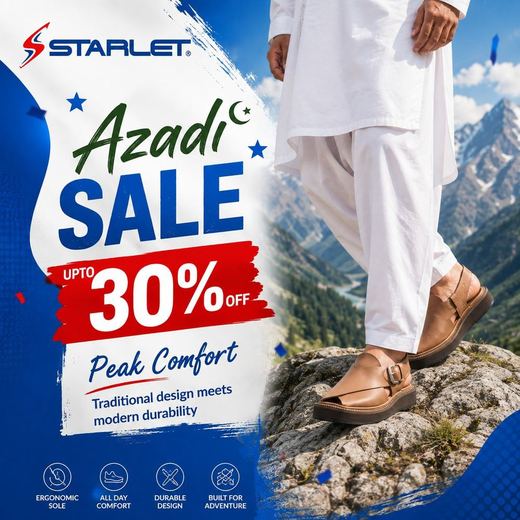 STARLET®
Azadi
SALE
UPTO
30% OFF
Peak Comfort
Traditional design meets
modern durability
ERGONOMIC
SOLE
ALL DAY
COMFORT
DURABLE
DESIGN
BUILT FOR
ADVENTURE